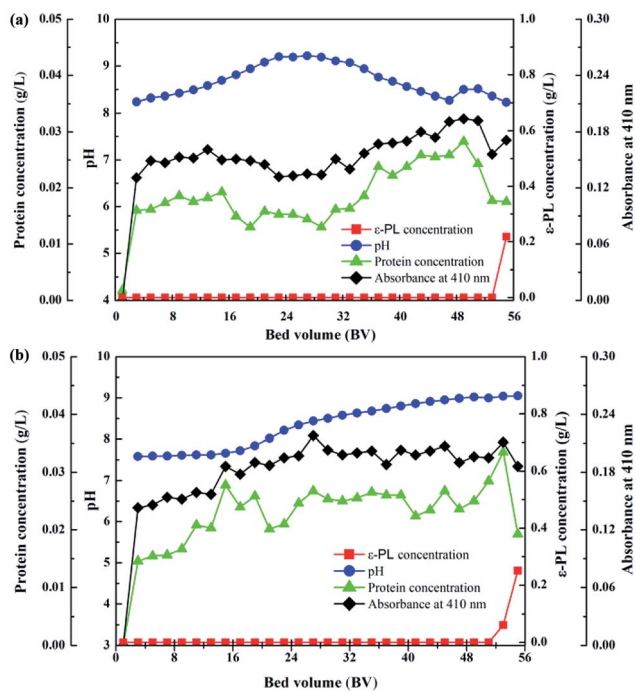 (a)
Protein concentration (g/L)
0.05
0.04
0.03
0.02
0.01
0.00
pH
10
9
8
7
6
5
4
ε-PL concentration
pH
Protein concentration
Absorbance at 410 nm
0 8 16 24 32 40 48 56
Bed volume (BV)
1.0
0.8
0.6
0.4
0.2
0.0
ε-PL concentration (g/L)
0.30
0.24
0.18
0.12
0.06
0.00
Absorbance at 410 nm
(b)
Protein concentration (g/L)
0.05
0.04
0.03
0.02
0.01
0.00
pH
10
9
8
7
6
5
4
3
ε-PL concentration
pH
Protein concentration
Absorbance at 410 nm
0 8 16 24 32 40 48 56
Bed volume (BV)
1.0
0.8
0.6
0.4
0.2
0.0
ε-PL concentration (g/L)
0.30
0.24
0.18
0.12
0.06
0.00
Absorbance at 410 nm